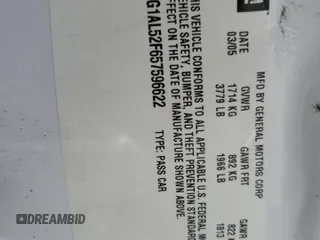 MFD BY GENERAL MOTORS CORP
DATE GVWR GAWR FRT GAWR
03/05 1714 KG 892 KG 822
3779 LB 1966 LB 1813
THIS VEHICLE CONFORMS TO ALL APPLICABLE U.S. FEDERAL M
VEHICLE SAFETY, BUMPER, AND THEFT PREVENTION STANDARDS
EFFECT ON THE DATE OF MANUFACTURE SHOWN ABOVE.
G1AL52F657596622 TYPE: PASS CAR
DREAMBID